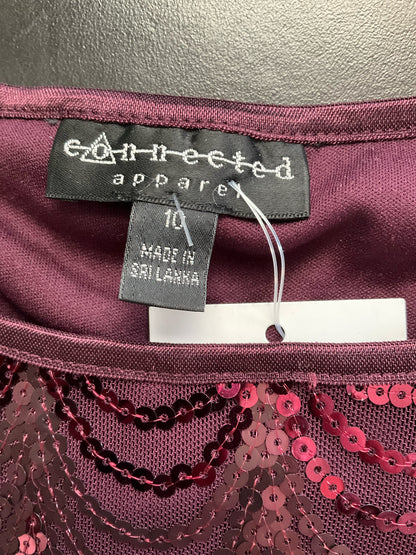 connected
apparel
10
MADE IN
SRI LANKA